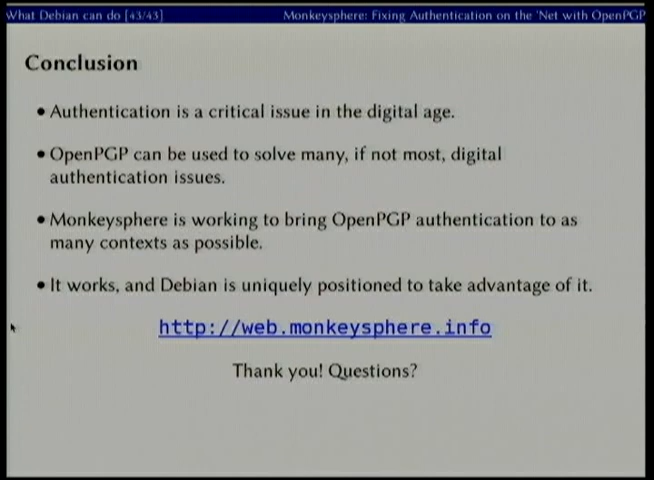 What Debian can do [43/43] Monkeysphere: Fixing Authentication on the 'Net with OpenPGP
Conclusion
• Authentication is a critical issue in the digital age.
• OpenPGP can be used to solve many, if not most, digital
authentication issues.
• Monkeysphere is working to bring OpenPGP authentication to as
many contexts as possible.
• It works, and Debian is uniquely positioned to take advantage of it.
http://web.monkeysphere.info
Thank you! Questions?